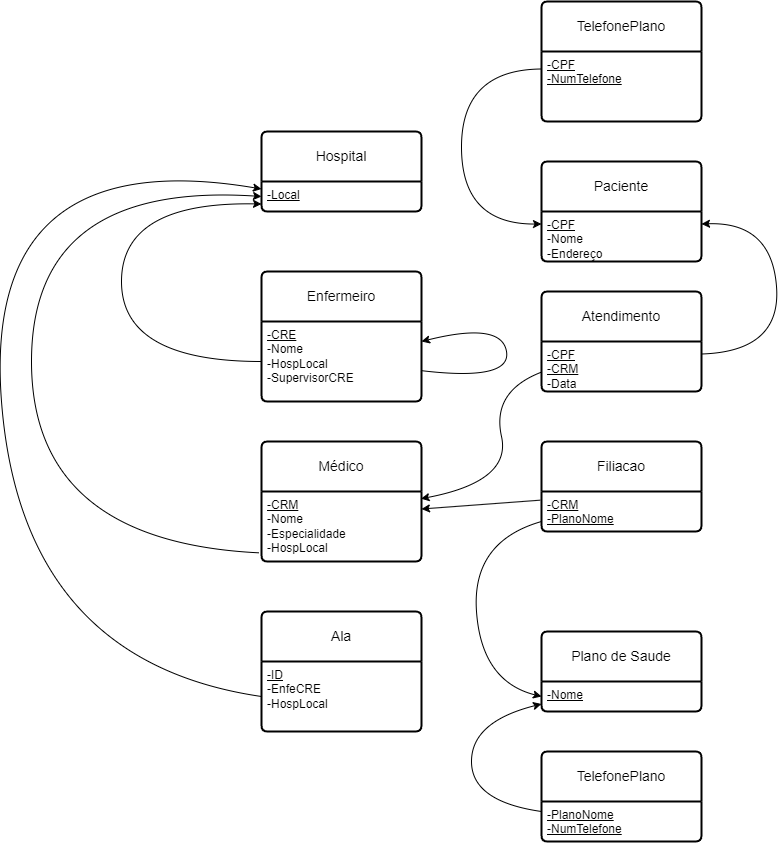 TelefonePlano
-CPF
-NumTelefone
Hospital
-Local
Paciente
-CPF
-Nome
-Endereço
Enfermeiro
-CRE
-Nome
-HospLocal
-SupervisorCRE
Atendimento
-CPF
-CRM
-Data
Médico
-CRM
-Nome
-Especialidade
-HospLocal
Filiacao
-CRM
-PlanoNome
Ala
-ID
-EnfeCRE
-HospLocal
Plano de Saude
-Nome
TelefonePlano
-PlanoNome
-NumTelefone